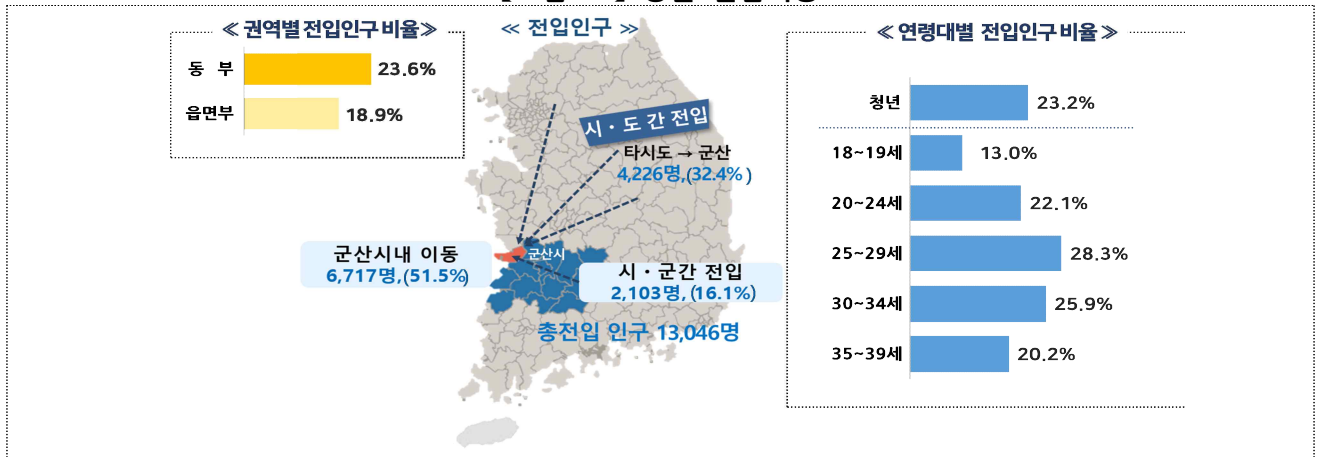 ≪ 권역별 전입인구 비율 ≫
동 부
23.6%
읍면부
18.9%
≪ 전입인구 ≫
시・도 간 전입
타시도 → 군산
4,226명,(32.4%)
군산시내 이동
6,717명,(51.5%)
군산시
시・군간 전입
2,103명,(16.1%)
총전입 인구 13,046명
≪ 연령대별 전입인구 비율 ≫
청년
23.2%
18~19세
13.0%
20~24세
22.1%
25~29세
28.3%
30~34세
25.9%
35~39세
20.2%